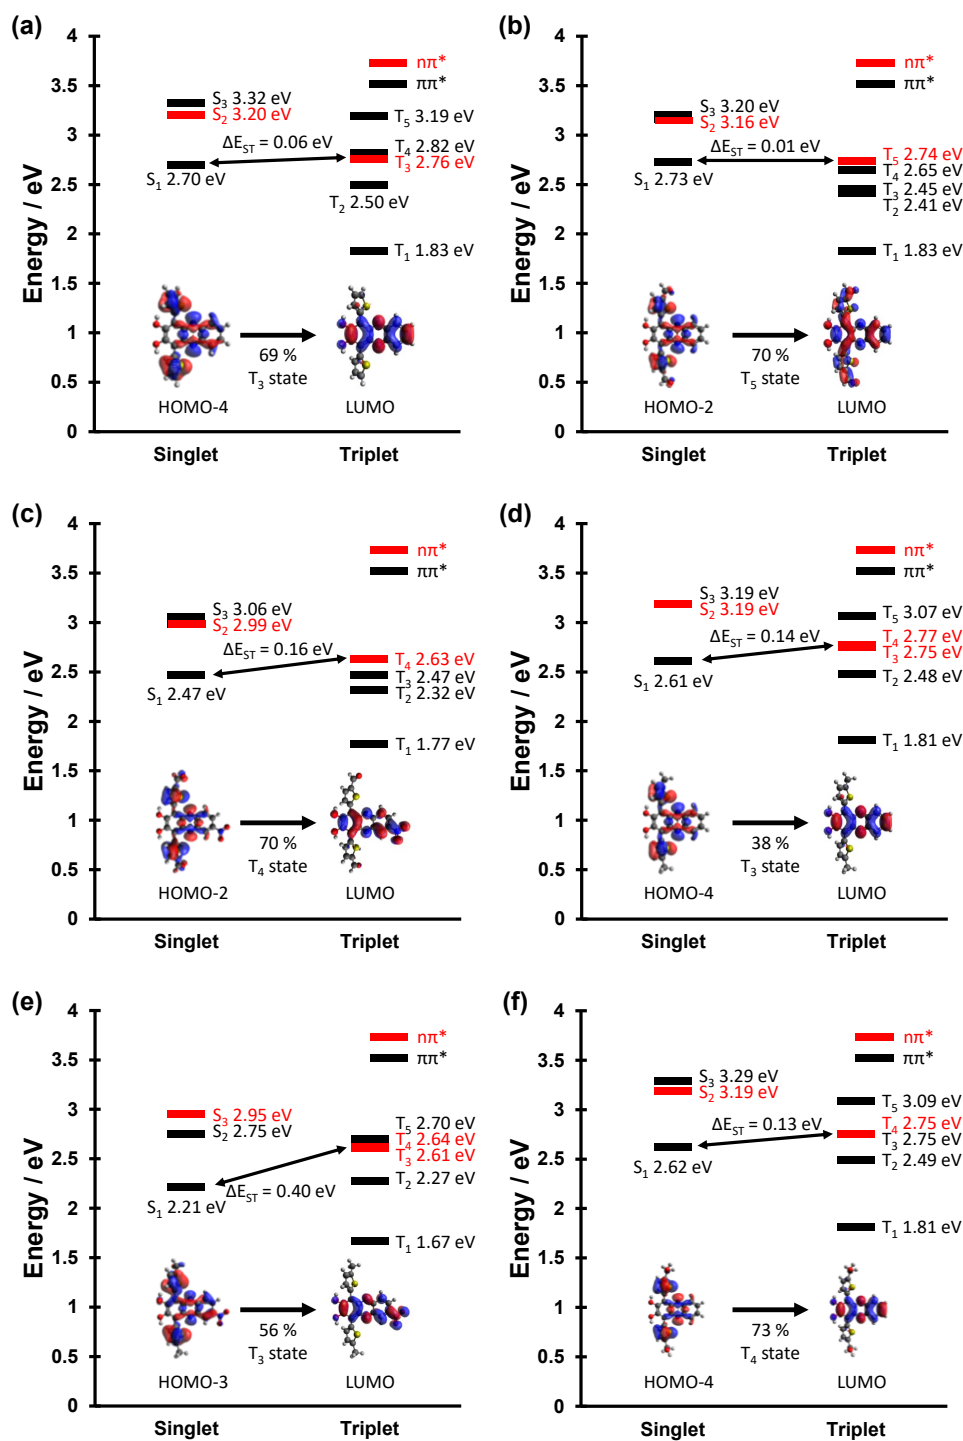 (a)
Energy / eV
4
3.5
3
2.5
2
1.5
1
0.5
0
nπ*
ππ*
S3 3.32 eV
S2 3.20 eV
S1 2.70 eV
ΔEST = 0.06 eV
T5 3.19 eV
T4 2.82 eV
T3 2.76 eV
T2 2.50 eV
T1 1.83 eV
69 %
T3 state
HOMO-4
LUMO
Singlet
Triplet
(b)
Energy / eV
4
3.5
3
2.5
2
1.5
1
0.5
0
nπ*
ππ*
S3 3.20 eV
S2 3.16 eV
S1 2.73 eV
ΔEST = 0.01 eV
T5 2.74 eV
T4 2.65 eV
T3 2.45 eV
T2 2.41 eV
T1 1.83 eV
70 %
T5 state
HOMO-2
LUMO
Singlet
Triplet
(c)
Energy / eV
4
3.5
3
2.5
2
1.5
1
0.5
0
nπ*
ππ*
S3 3.06 eV
S2 2.99 eV
S1 2.47 eV
ΔEST = 0.16 eV
T4 2.63 eV
T3 2.47 eV
T2 2.32 eV
T1 1.77 eV
70 %
T4 state
HOMO-2
LUMO
Singlet
Triplet
(d)
Energy / eV
4
3.5
3
2.5
2
1.5
1
0.5
0
nπ*
ππ*
S3 3.19 eV
S2 3.19 eV
S1 2.61 eV
ΔEST = 0.14 eV
T5 3.07 eV
T4 2.77 eV
T3 2.75 eV
T2 2.48 eV
T1 1.81 eV
38 %
T3 state
HOMO-4
LUMO
Singlet
Triplet
(e)
Energy / eV
4
3.5
3
2.5
2
1.5
1
0.5
0
nπ*
ππ*
S3 2.95 eV
S2 2.75 eV
S1 2.21 eV
ΔEST = 0.40 eV
T5 2.70 eV
T4 2.64 eV
T3 2.61 eV
T2 2.27 eV
T1 1.67 eV
56 %
T3 state
HOMO-3
LUMO
Singlet
Triplet
(f)
Energy / eV
4
3.5
3
2.5
2
1.5
1
0.5
0
nπ*
ππ*
S3 3.29 eV
S2 3.19 eV
S1 2.62 eV
ΔEST = 0.13 eV
T5 3.09 eV
T4 2.75 eV
T3 2.75 eV
T2 2.49 eV
T1 1.81 eV
73 %
T4 state
HOMO-4
LUMO
Singlet
Triplet